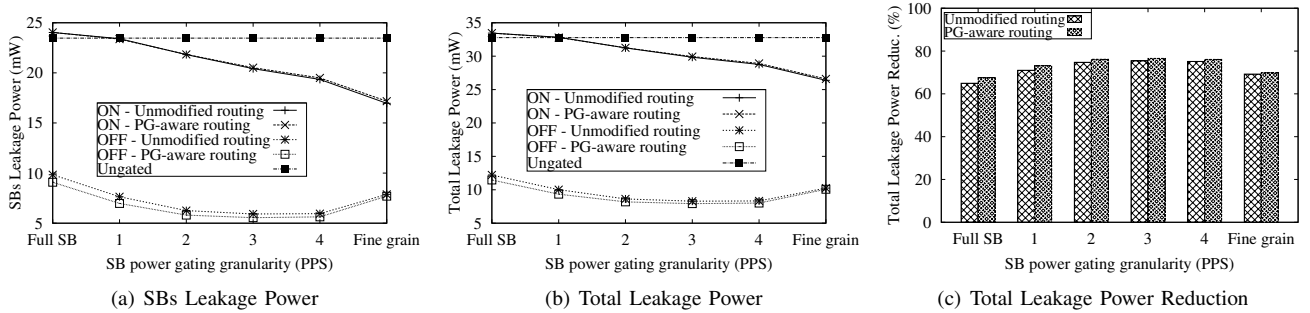 25
20
15
10
5
SBs Leakage Power (mW)
ON - Unmodified routing
ON - PG-aware routing
OFF - Unmodified routing
OFF - PG-aware routing
Ungated
Full SB 1 2 3 4 Fine grain
SB power gating granularity (PPS)
(a) SBs Leakage Power
35
30
25
20
15
10
5
Total Leakage Power (mW)
ON - Unmodified routing
ON - PG-aware routing
OFF - Unmodified routing
OFF - PG-aware routing
Ungated
Full SB 1 2 3 4 Fine grain
SB power gating granularity (PPS)
(b) Total Leakage Power
100
80
60
40
20
0
Total Leakage Power Reduc. (%)
Unmodified routing
PG-aware routing
Full SB 1 2 3 4 Fine grain
SB power gating granularity (PPS)
(c) Total Leakage Power Reduction